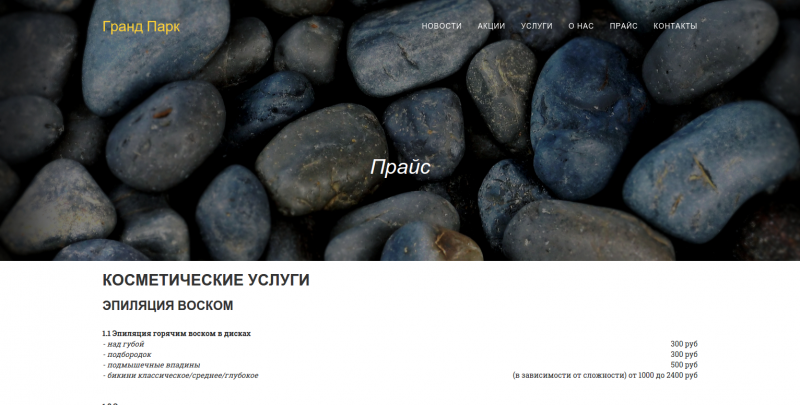 Гранд Парк
НОВОСТИ АКЦИИ УСЛУГИ О НАС ПРАЙС КОНТАКТЫ
Прайс
КОСМЕТИЧЕСКИЕ УСЛУГИ
ЭПИЛЯЦИЯ ВОСКОМ
1.1 Эпиляция горячим воском в дисках
- над губой 300 руб
- подбородок 300 руб
- подмышечные впадины 500 руб
- бикини классическое/среднее/глубокое (в зависимости от сложности) от 1000 до 2400 руб